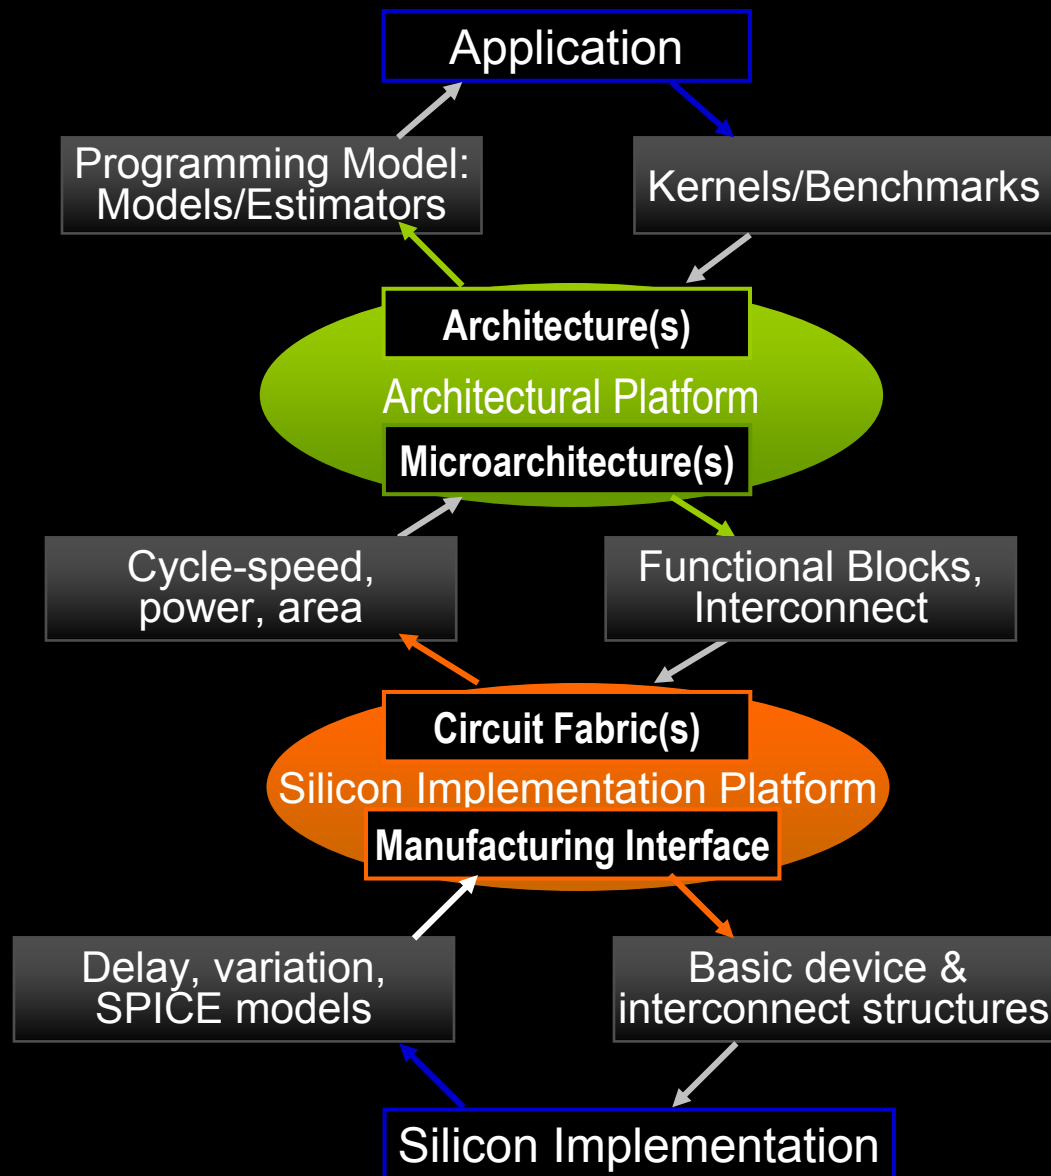 Application
Programming Model:
Models/Estimators
Kernels/Benchmarks
Architecture(s)
Architectural Platform
Microarchitecture(s)
Cycle-speed,
power, area
Functional Blocks,
Interconnect
Circuit Fabric(s)
Silicon Implementation Platform
Manufacturing Interface
Delay, variation,
SPICE models
Basic device &
interconnect structures
Silicon Implementation